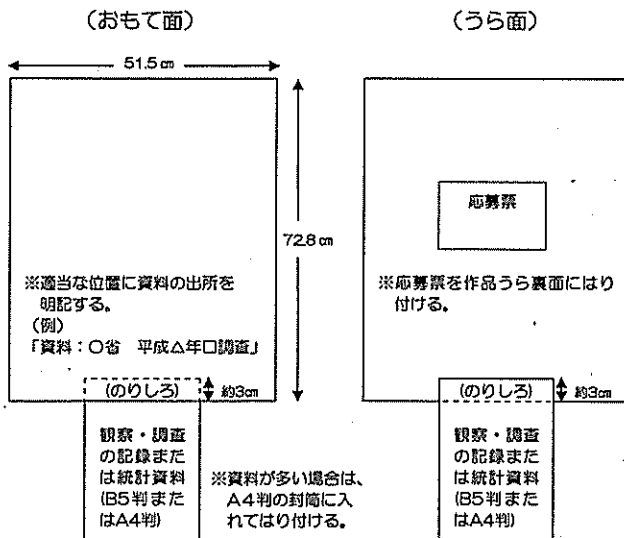 (おもて面)
(うら面)
51.5㎝
72.8㎝
応募票
※適当な位置に資料の出所を
明記する。
(例)
「資料：〇省 平成△年□調査」
※応募票を作品うら裏面にはり
付ける。
(のりしろ)
約3㎝
(のりしろ)
約3㎝
観察・調査
の記録また
は統計資料
(B5判また
はA4判)
※資料が多い場合は、
A4判の封筒に入
れてはり付ける。
観察・調査
の記録また
は統計資料
(B5判また
はA4判)